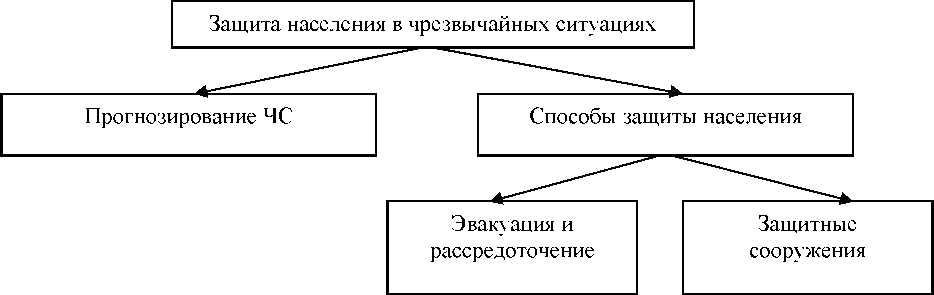 Защита населения в чрезвычайных ситуациях
Прогнозирование ЧС
Способы защиты населения
Эвакуация и
рассредоточение
Защитные
сооружения